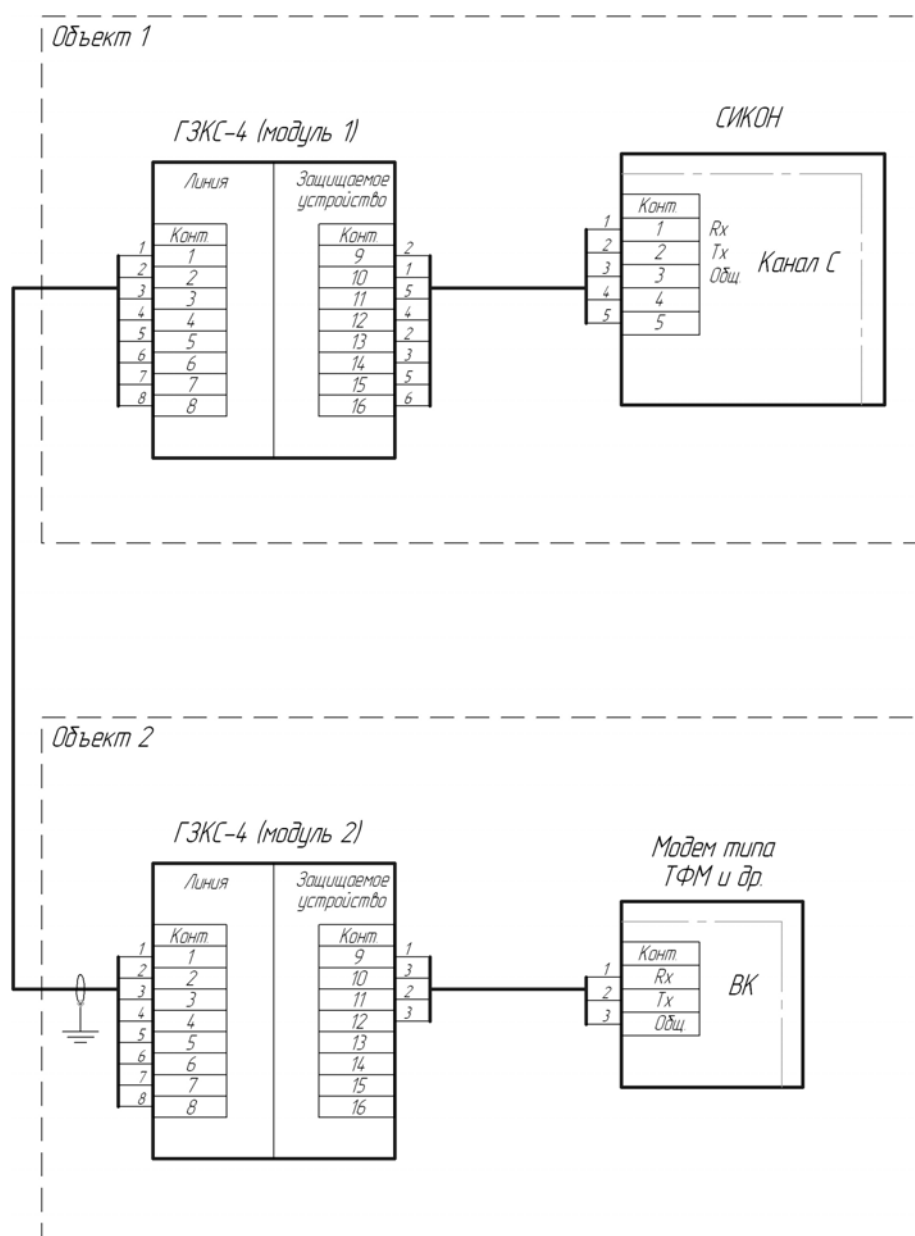 Объект 1
ГЗКС-4 (модуль 1)
СИКОН
Линия
Защищаемое
устройство
Конт.
1
2
3
4
5
6
7
8
1
2
3
4
5
6
7
8
Конт.
9
10
11
12
13
14
15
16
2
1
5
4
2
3
5
6
1
2
3
4
5
Конт.
1
2
3
4
5
Rx
Tx
Общ.
Канал С
Объект 2
ГЗКС-4 (модуль 2)
Модем типа
ТФМ и др.
Линия
Защищаемое
устройство
Конт.
1
2
3
4
5
6
7
8
1
2
3
4
5
6
7
8
Конт.
9
10
11
12
13
14
15
16
1
3
2
3
1
2
3
Конт.
Rx
Tx
Общ.
ВК